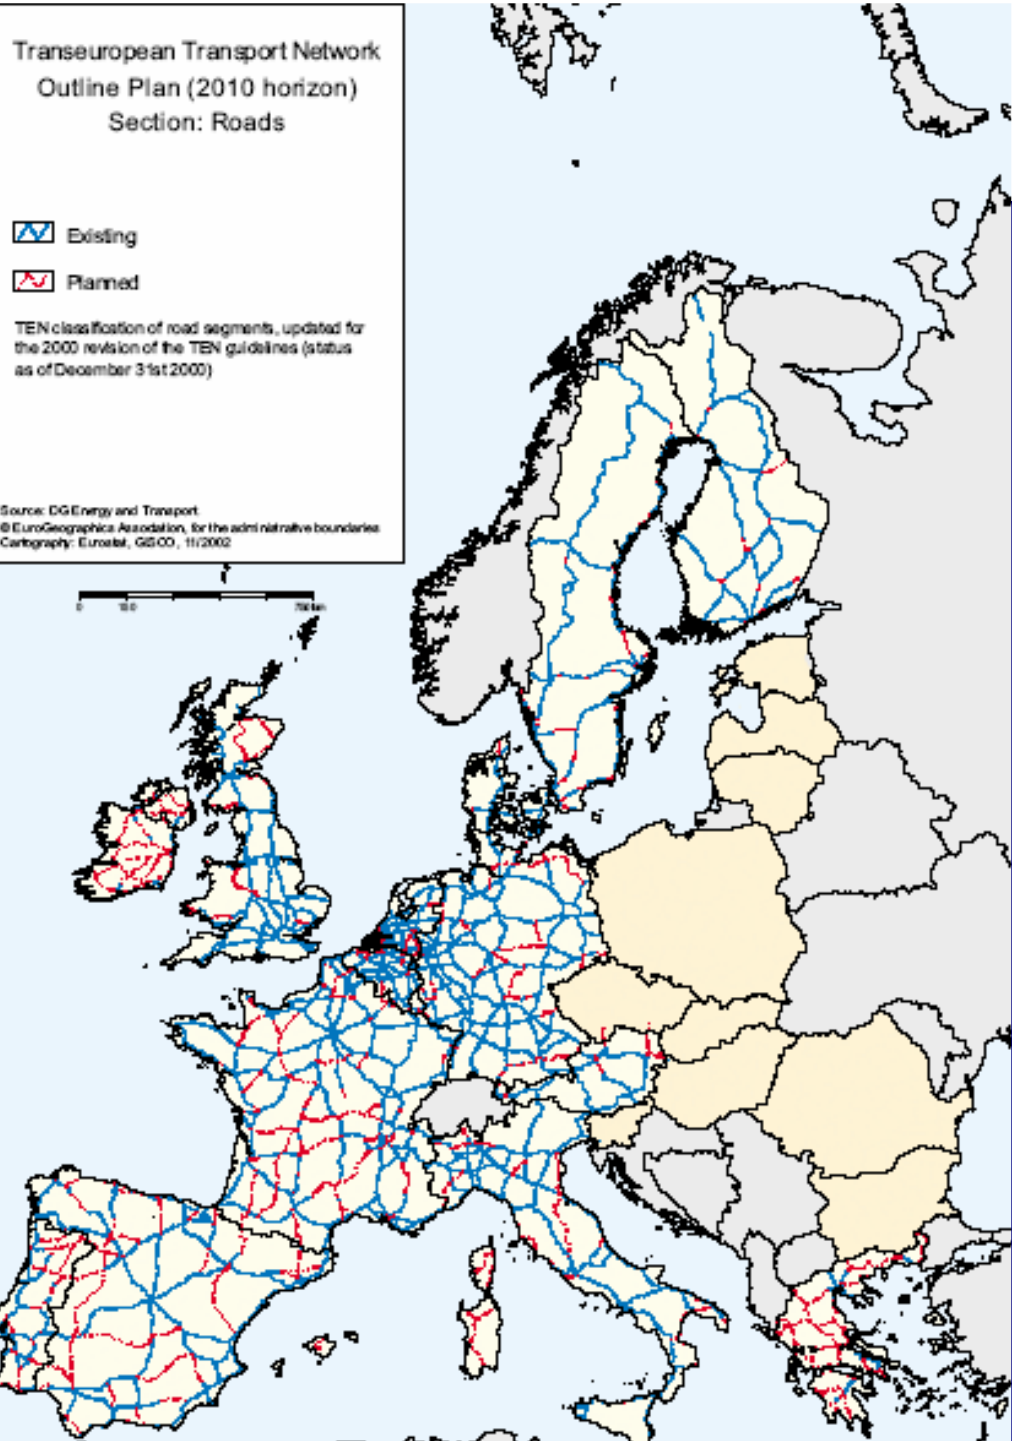 Transeuropean Transport Network
Outline Plan (2010 horizon)
Section: Roads
Existing
Planned
TEN classification of road segments, updated for
the 2000 revision of the TEN guidelines (status
as of December 31st 2000)
Source: DG Energy and Transport
© EuroGeographics Association, for the administrative boundaries
Cartography: Eurostat, GISCO, 11/2002
0